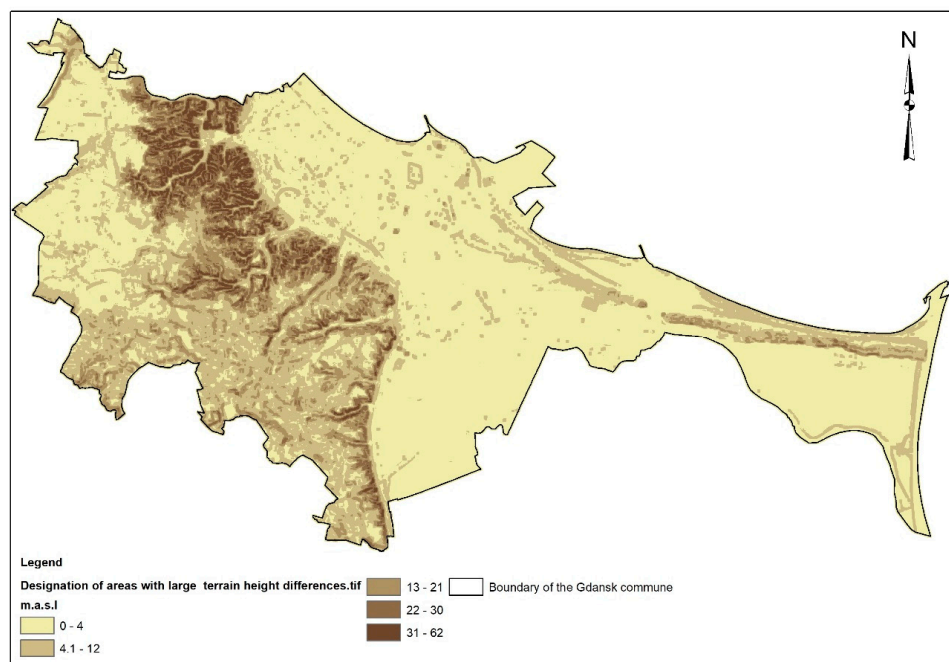 N
Legend
Designation of areas with large terrain height differences.tif
m.a.s.l
0 - 4
4.1 - 12
13 - 21
22 - 30
31 - 62
Boundary of the Gdansk commune